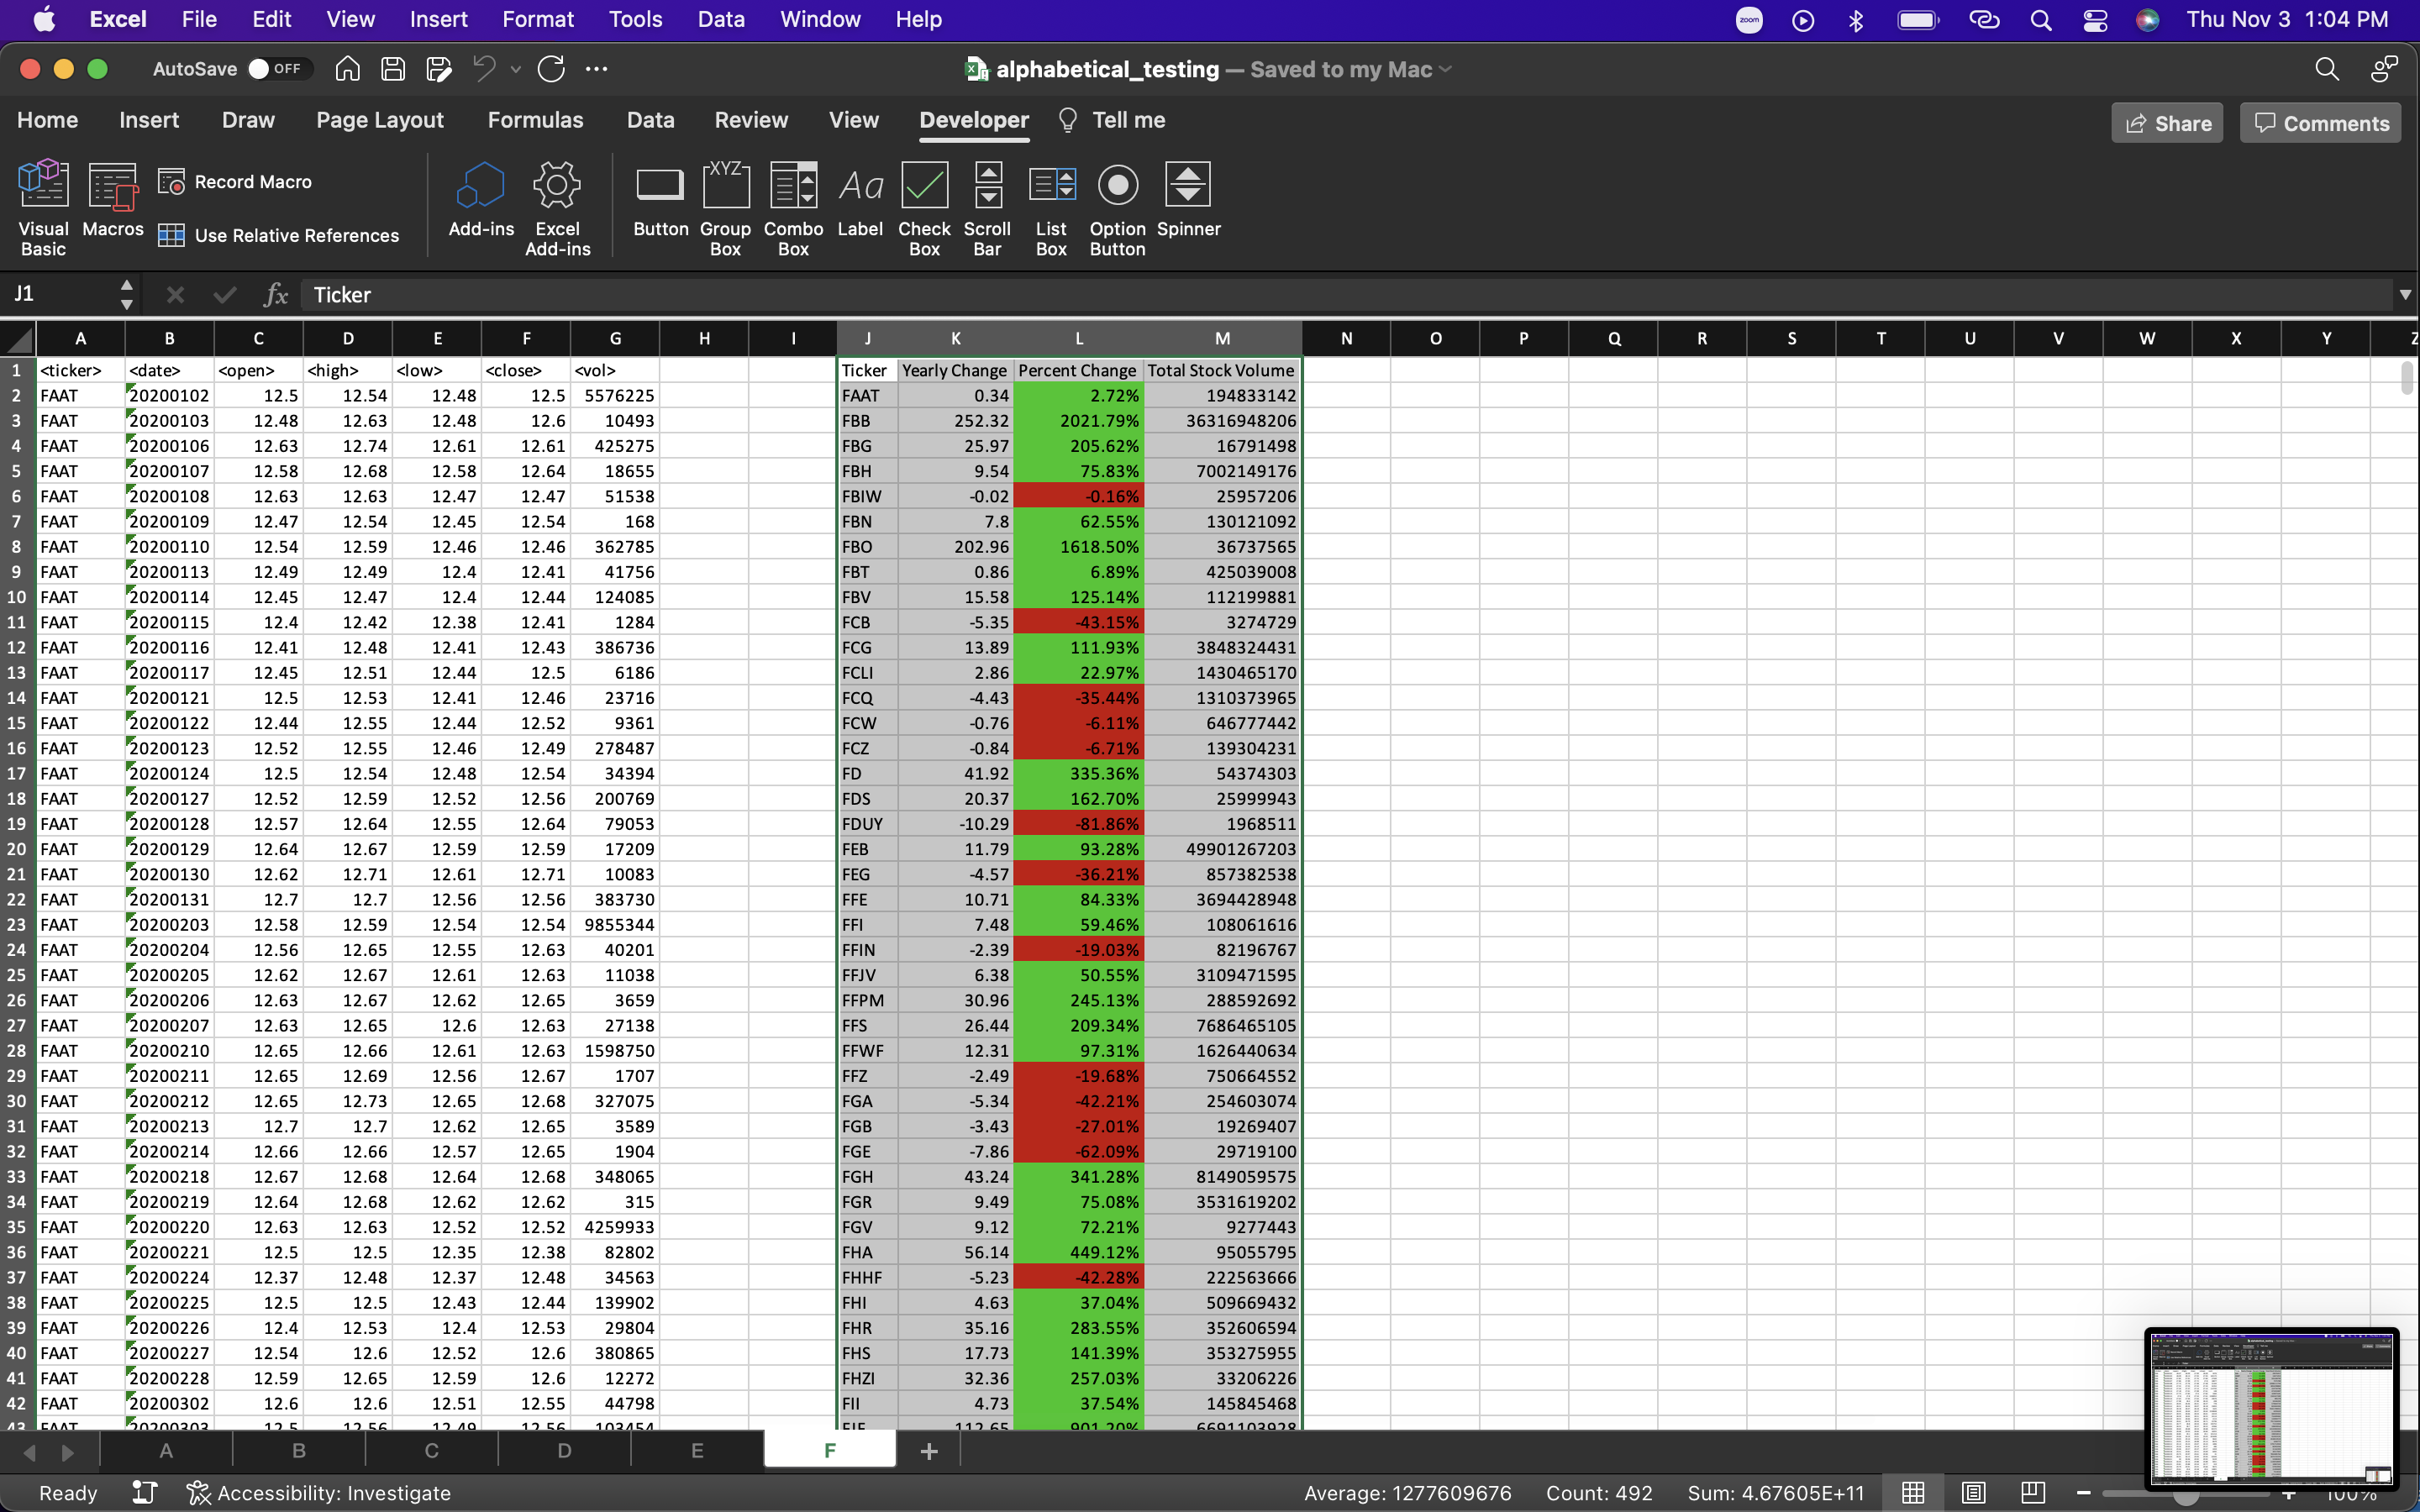 Excel File Edit View Insert Format Tools Data Window Help zoom Thu Nov 3 1:04 PM
AutoSave OFF alphabetical_testing — Saved to my Mac
Home Insert Draw Page Layout Formulas Data Review View Developer Tell me Share Comments
Visual Basic Macros Record Macro Use Relative References Add-ins Excel Add-ins Button Group Box Combo Box Label Check Box Scroll Bar List Box Option Button Spinner
J1 fx Ticker
A B C D E F G H I J K L M N O P Q R S T U V W X Y Z
1 <ticker> <date> <open> <high> <low> <close> <vol> Ticker Yearly Change Percent Change Total Stock Volume
2 FAAT 20200102 12.5 12.54 12.48 12.5 5576225 FAAT 0.34 2.72% 194833142
3 FAAT 20200103 12.48 12.63 12.48 12.6 10493 FBB 252.32 2021.79% 36316948206
4 FAAT 20200106 12.63 12.74 12.61 12.61 425275 FBG 25.97 205.62% 16791498
5 FAAT 20200107 12.58 12.68 12.58 12.64 18655 FBH 9.54 75.83% 7002149176
6 FAAT 20200108 12.63 12.63 12.47 12.47 51538 FBIW -0.02 -0.16% 25957206
7 FAAT 20200109 12.47 12.54 12.45 12.54 168 FBN 7.8 62.55% 130121092
8 FAAT 20200110 12.54 12.59 12.46 12.46 362785 FBO 202.96 1618.50% 36737565
9 FAAT 20200113 12.49 12.49 12.4 12.41 41756 FBT 0.86 6.89% 425039008
10 FAAT 20200114 12.45 12.47 12.4 12.44 124085 FBV 15.58 125.14% 112199881
11 FAAT 20200115 12.4 12.42 12.38 12.41 1284 FCB -5.35 -43.15% 3274729
12 FAAT 20200116 12.41 12.48 12.41 12.43 386736 FCG 13.89 111.93% 3848324431
13 FAAT 20200117 12.45 12.51 12.44 12.5 6186 FCLI 2.86 22.97% 1430465170
14 FAAT 20200121 12.5 12.53 12.41 12.46 23716 FCQ -4.43 -35.44% 1310373965
15 FAAT 20200122 12.44 12.55 12.44 12.52 9361 FCW -0.76 -6.11% 646777442
16 FAAT 20200123 12.52 12.55 12.46 12.49 278487 FCZ -0.84 -6.71% 139304231
17 FAAT 20200124 12.5 12.54 12.48 12.54 34394 FD 41.92 335.36% 54374303
18 FAAT 20200127 12.52 12.59 12.52 12.56 200769 FDS 20.37 162.70% 25999943
19 FAAT 20200128 12.57 12.64 12.55 12.64 79053 FDUY -10.29 -81.86% 1968511
20 FAAT 20200129 12.64 12.67 12.59 12.59 17209 FEB 11.79 93.28% 49901267203
21 FAAT 20200130 12.62 12.71 12.61 12.71 10083 FEG -4.57 -36.21% 857382538
22 FAAT 20200131 12.7 12.7 12.56 12.56 383730 FFE 10.71 84.33% 3694428948
23 FAAT 20200203 12.58 12.59 12.54 12.54 9855344 FFI 7.48 59.46% 108061616
24 FAAT 20200204 12.56 12.65 12.55 12.63 40201 FFIN -2.39 -19.03% 82196767
25 FAAT 20200205 12.62 12.67 12.61 12.63 11038 FFJV 6.38 50.55% 3109471595
26 FAAT 20200206 12.63 12.67 12.62 12.65 3659 FFPM 30.96 245.13% 288592692
27 FAAT 20200207 12.63 12.65 12.6 12.63 27138 FFS 26.44 209.34% 7686465105
28 FAAT 20200210 12.65 12.66 12.61 12.63 1598750 FFWF 12.31 97.31% 1626440634
29 FAAT 20200211 12.65 12.69 12.56 12.67 1707 FFZ -2.49 -19.68% 750664552
30 FAAT 20200212 12.65 12.73 12.65 12.68 327075 FGA -5.34 -42.21% 254603074
31 FAAT 20200213 12.7 12.7 12.62 12.65 3589 FGB -3.43 -27.01% 19269407
32 FAAT 20200214 12.66 12.66 12.57 12.65 1904 FGE -7.86 -62.09% 29719100
33 FAAT 20200218 12.67 12.68 12.64 12.68 348065 FGH 43.24 341.28% 8149059575
34 FAAT 20200219 12.64 12.68 12.62 12.62 315 FGR 9.49 75.08% 3531619202
35 FAAT 20200220 12.63 12.63 12.52 12.52 4259933 FGV 9.12 72.21% 9277443
36 FAAT 20200221 12.5 12.5 12.35 12.38 82802 FHA 56.14 449.12% 95055795
37 FAAT 20200224 12.37 12.48 12.37 12.48 34563 FHHF -5.23 -42.28% 222563666
38 FAAT 20200225 12.5 12.5 12.43 12.44 139902 FHI 4.63 37.04% 509669432
39 FAAT 20200226 12.4 12.53 12.4 12.53 29804 FHR 35.16 283.55% 352606594
40 FAAT 20200227 12.54 12.6 12.52 12.6 380865 FHS 17.73 141.39% 353275955
41 FAAT 20200228 12.59 12.65 12.59 12.6 12272 FHZI 32.36 257.03% 33206226
42 FAAT 20200302 12.6 12.6 12.51 12.55 44798 FII 4.73 37.54% 145845468
43 FAAT 20200303 12.5 12.56 12.49 12.56 103454 112.65 901.20% 6691103928
A B C D E F +
Ready Accessibility: Investigate Average: 1277609676 Count: 492 Sum: 4.67605E+11 100%